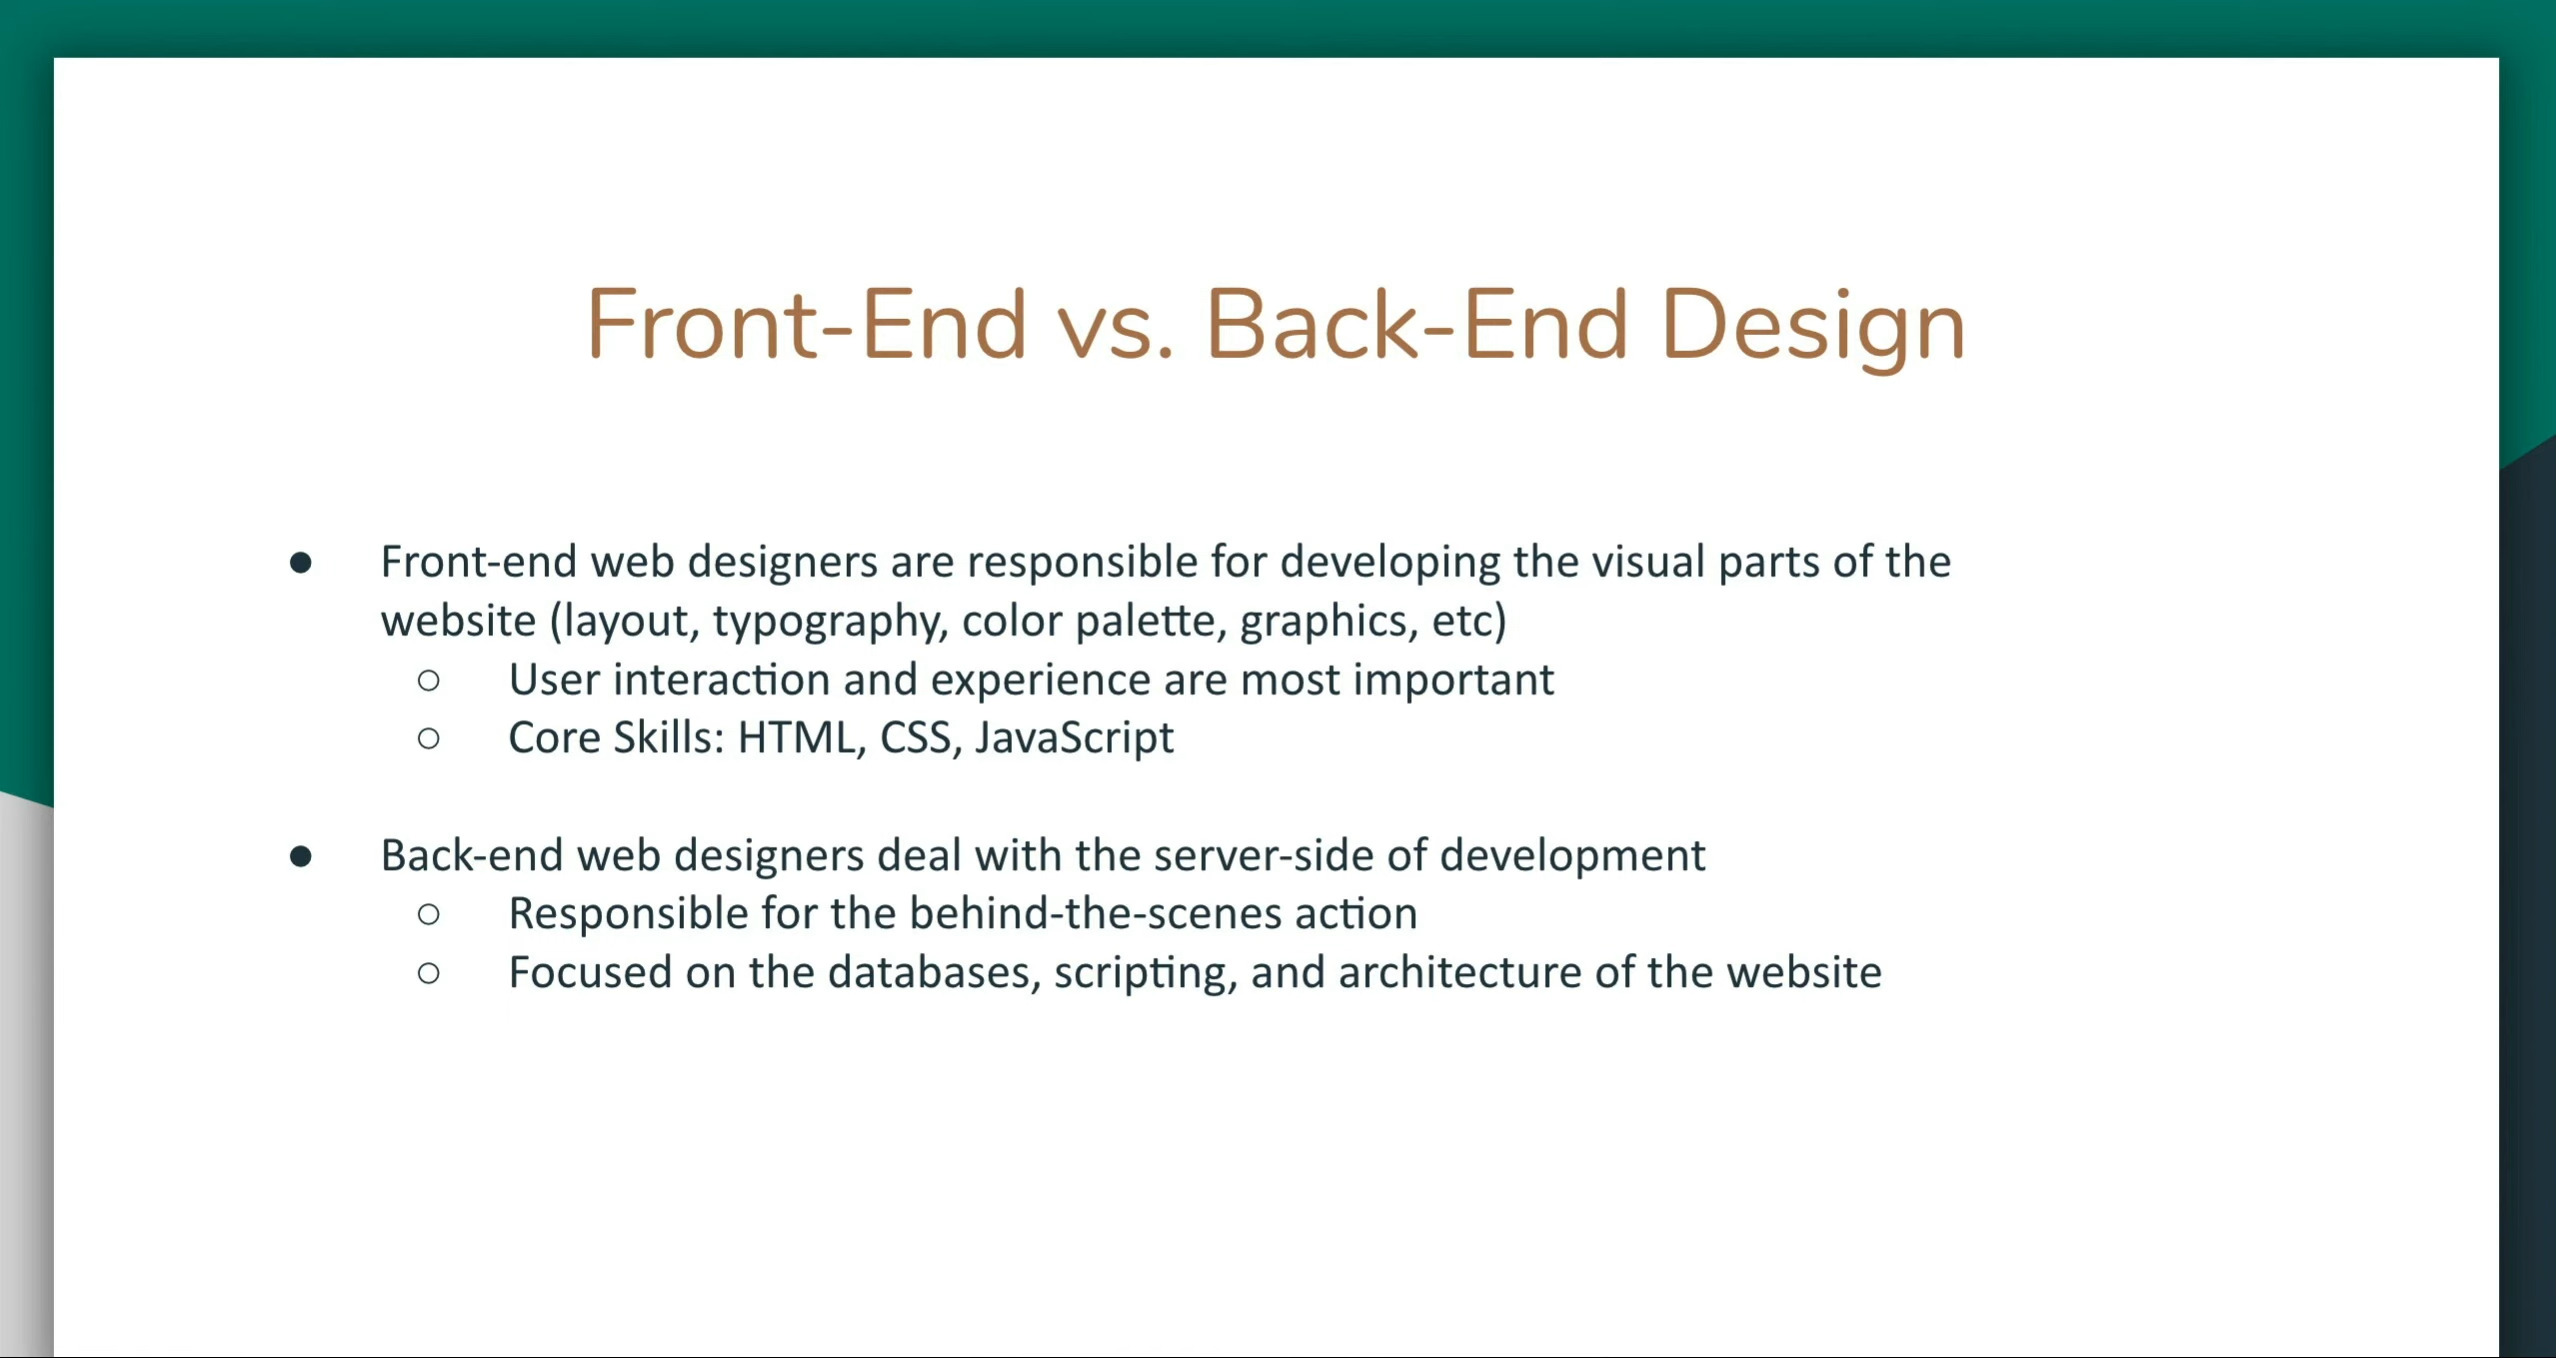 Front-End vs. Back-End Design
● Front-end web designers are responsible for developing the visual parts of the
website (layout, typography, color palette, graphics, etc)
○ User interaction and experience are most important
○ Core Skills: HTML, CSS, JavaScript
● Back-end web designers deal with the server-side of development
○ Responsible for the behind-the-scenes action
○ Focused on the databases, scripting, and architecture of the website